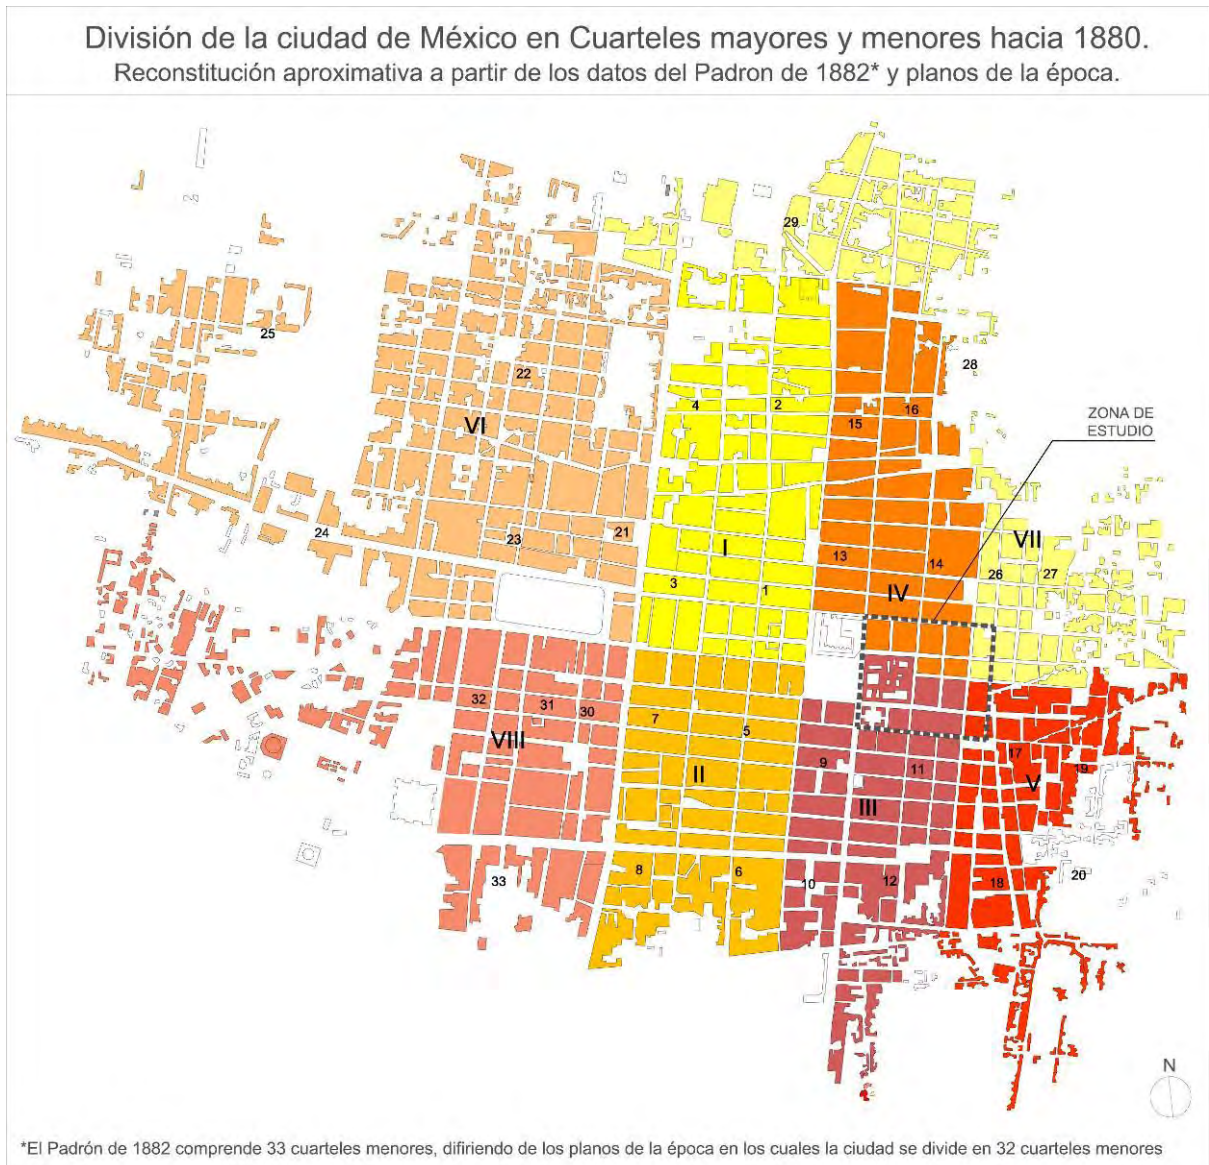 División de la ciudad de México en Cuarteles mayores y menores hacia 1880.
Reconstitución aproximativa a partir de los datos del Padron de 1882* y planos de la época.
29
25
28
22
4
2
16
15
ZONA DE
ESTUDIO
VI
24
23
21
I
13
14
VII
26
27
3
1
IV
32
31
30
7
5
VIII
9
11
17
19
II
V
III
33
8
6
10
12
18
20
N
*El Padrón de 1882 comprende 33 cuarteles menores, difiriendo de los planos de la época en los cuales la ciudad se divide en 32 cuarteles menores